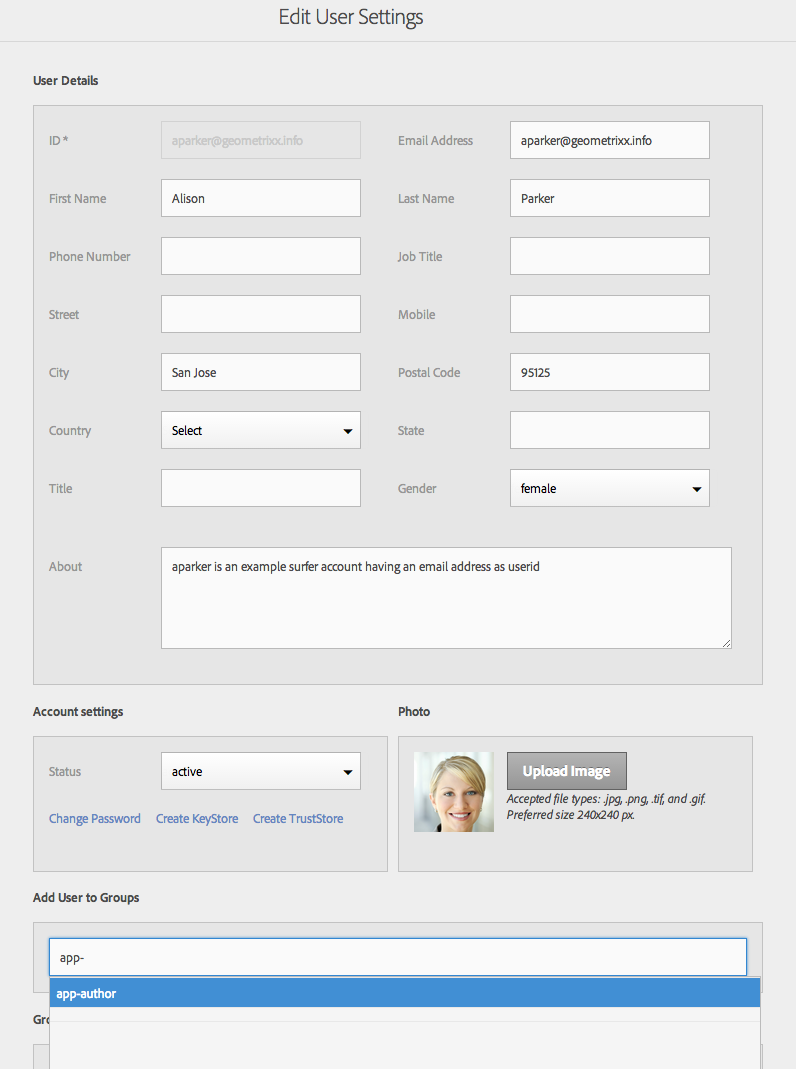 Edit User Settings
User Details
ID * aparker@geometrixx.info Email Address aparker@geometrixx.info
First Name Alison Last Name Parker
Phone Number Job Title
Street Mobile
City San Jose Postal Code 95125
Country Select State
Title Gender female
About aparker is an example surfer account having an email address as userid
Account settings Photo
Status active Upload Image
Accepted file types: .jpg, .png, .tif, and .gif.
Change Password Create KeyStore Create TrustStore Preferred size 240x240 px.
Add User to Groups
app-
app-author